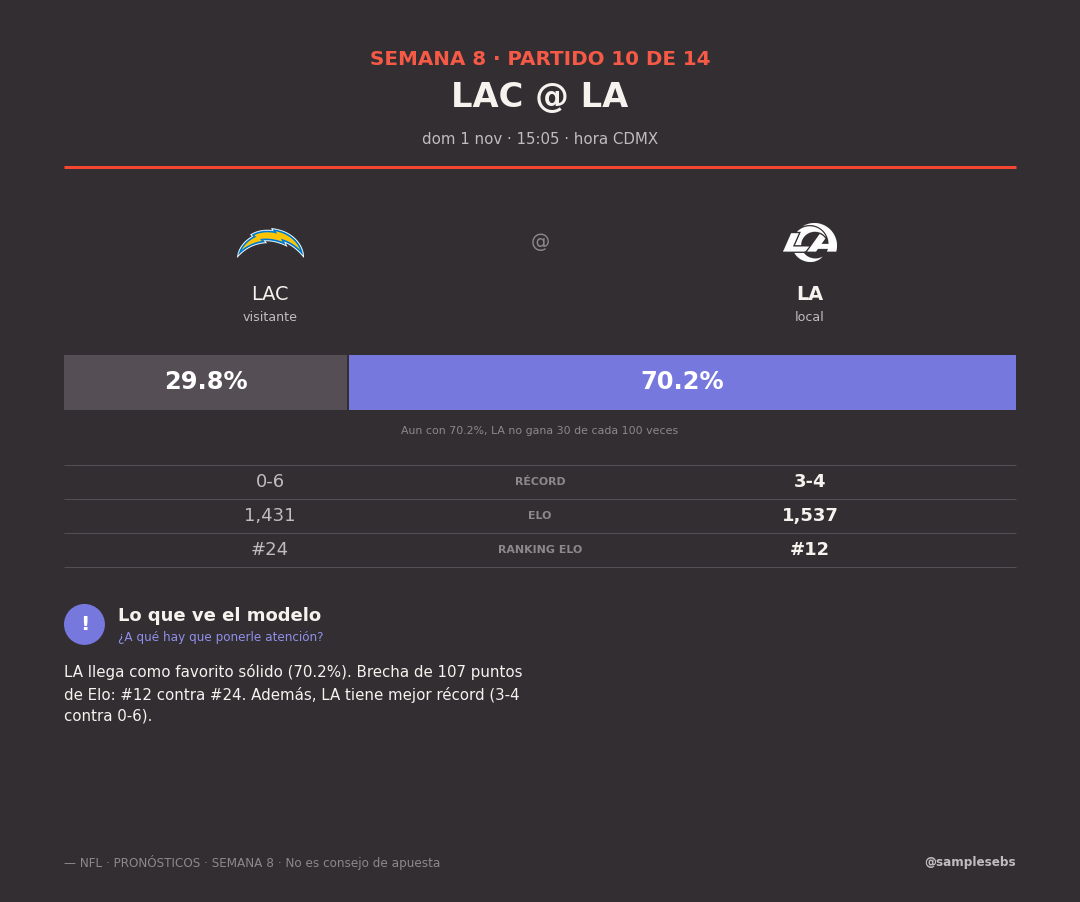 SEMANA 8 · PARTIDO 10 DE 14
LAC @ LA
dom 1 nov · 15:05 · hora CDMX
@
LA
LAC
LA
visitante
local
29.8%
70.2%
Aun con 70.2%, LA no gana 30 de cada 100 veces
0-6 RÉCORD 3-4
1,431 ELO 1,537
#24 RANKING ELO #12
!
Lo que ve el modelo
¿A qué hay que ponerle atención?
LA llega como favorito sólido (70.2%). Brecha de 107 puntos
de Elo: #12 contra #24. Además, LA tiene mejor récord (3-4
contra 0-6).
— NFL · PRONÓSTICOS · SEMANA 8 · No es consejo de apuesta
@samplesebs